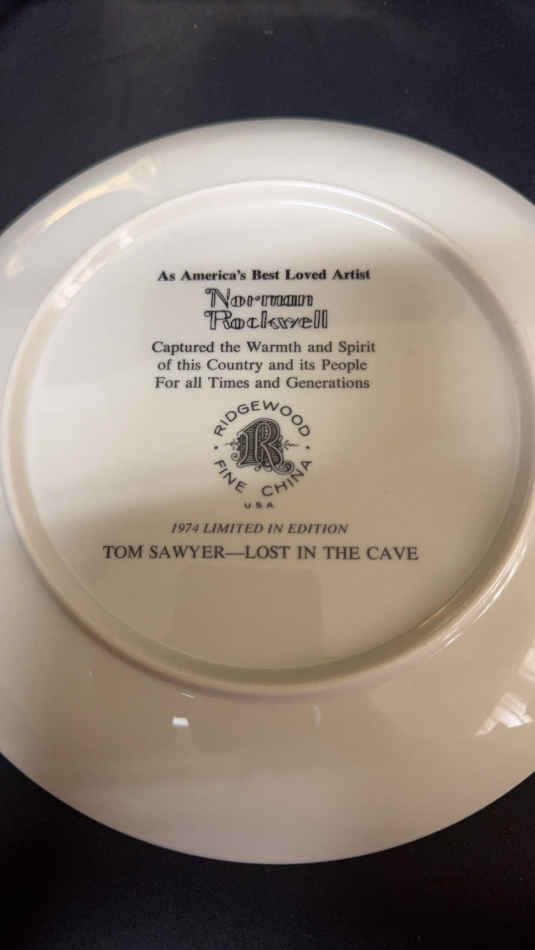 As America's Best Loved Artist
Norman
Rockwell
Captured the Warmth and Spirit
of this Country and its People
For all Times and Generations
RIDGEWOOD
R
FINE CHINA
U.S.A.
1974 LIMITED IN EDITION
TOM SAWYER—LOST IN THE CAVE